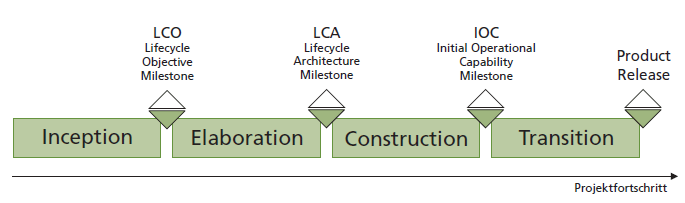 LCO
Lifecycle
Objective
Milestone
LCA
Lifecycle
Architecture
Milestone
IOC
Initial Operational
Capability
Milestone
Product
Release
Inception
Elaboration
Construction
Transition
Projektfortschritt